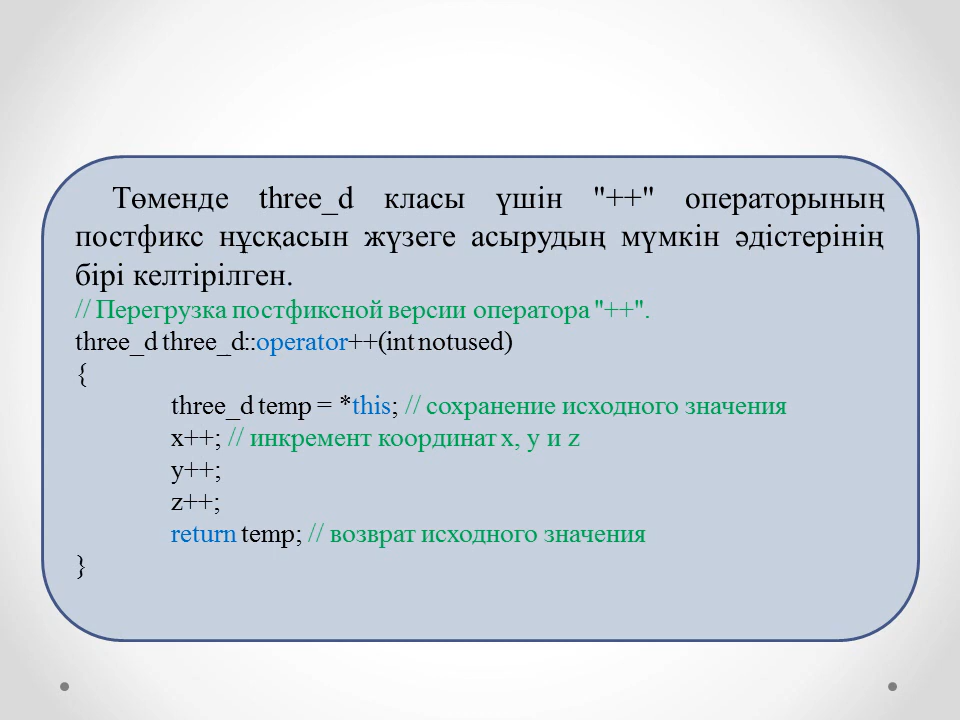 Төменде three_d класы үшін "++" операторының
постфикс нұсқасын жүзеге асырудың мүмкін әдістерінің
бірі келтірілген.
// Перегрузка постфиксной версии оператора "++".
three_d three_d::operator++(int notused)
{
three_d temp = *this; // сохранение исходного значения
x++; // инкремент координат x, y и z
y++;
z++;
return temp; // возврат исходного значения
}